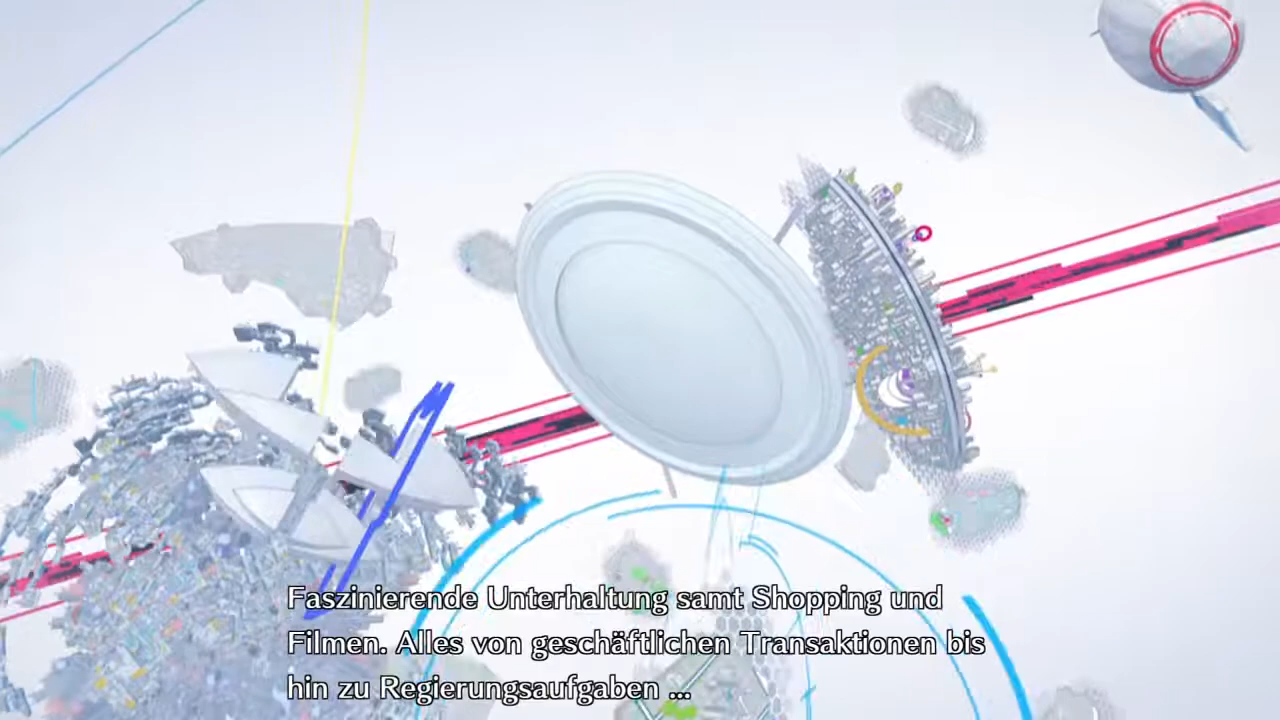 Faszinierende Unterhaltung samt Shopping und
Filmen. Alles von geschäftlichen Transaktionen bis
hin zu Regierungsaufgaben ...